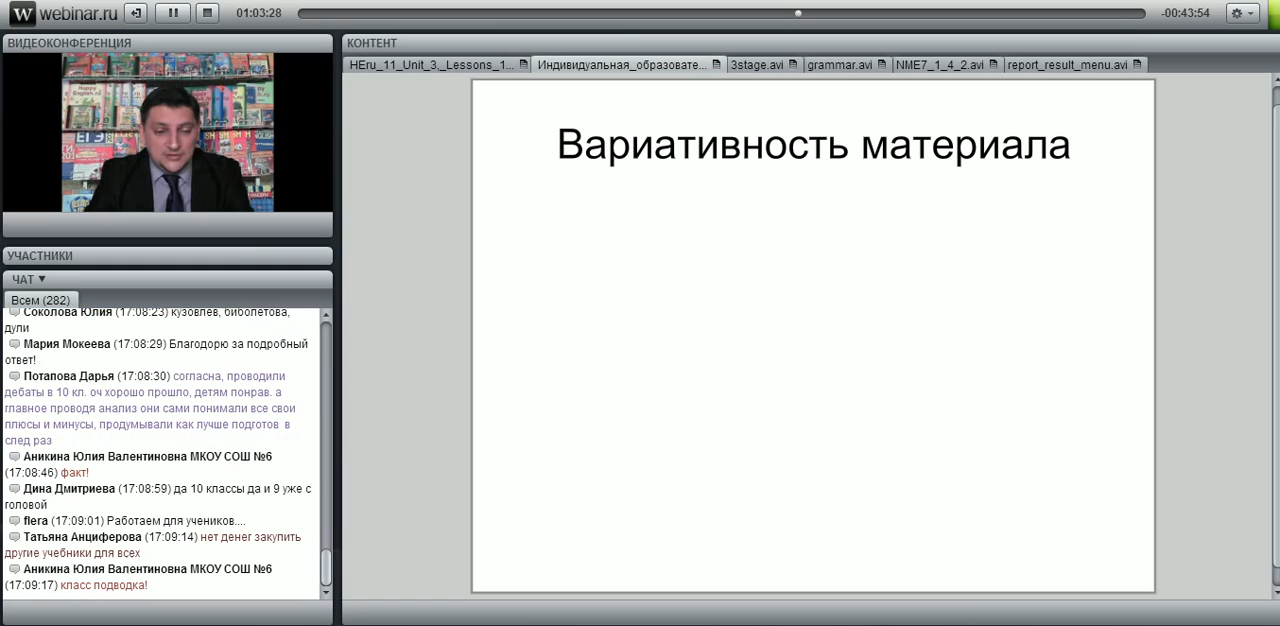 webinar.ru
01:03:28
-00:43:54
ВИДЕОКОНФЕРЕНЦИЯ
КОНТЕНТ
HEru_11_Unit_3,_Lessons_1...
Индивидуальная_образовате...
3stage.avi
grammar.avi
NME7_1_4_2.avi
report_result_menu.avi
Happy English.ru
ЕГЭ
Вариативность материала
УЧАСТНИКИ
ЧАТ
Всем (282)
Соколова Юлия (17:08:23) кузовлев, биболетова,
дули
Мария Мокеева (17:08:29) Благодорю за подробный
ответ!
Потапова Дарья (17:08:30) согласна, проводили
дебаты в 10 кл. оч хорошо прошло, детям понрав. а
главное проводя анализ они сами понимали все свои
плюсы и минусы, продумывали как лучше подготов в
след раз
Аникина Юлия Валентиновна МКОУ СОШ №6
(17:08:46) факт!
Дина Дмитриева (17:08:59) да 10 классы да и 9 уже с
головой
flera (17:09:01) Работаем для учеников....
Татьяна Анциферова (17:09:14) нет денег закупить
другие учебники для всех
Аникина Юлия Валентиновна МКОУ СОШ №6
(17:09:17) класс подводка!